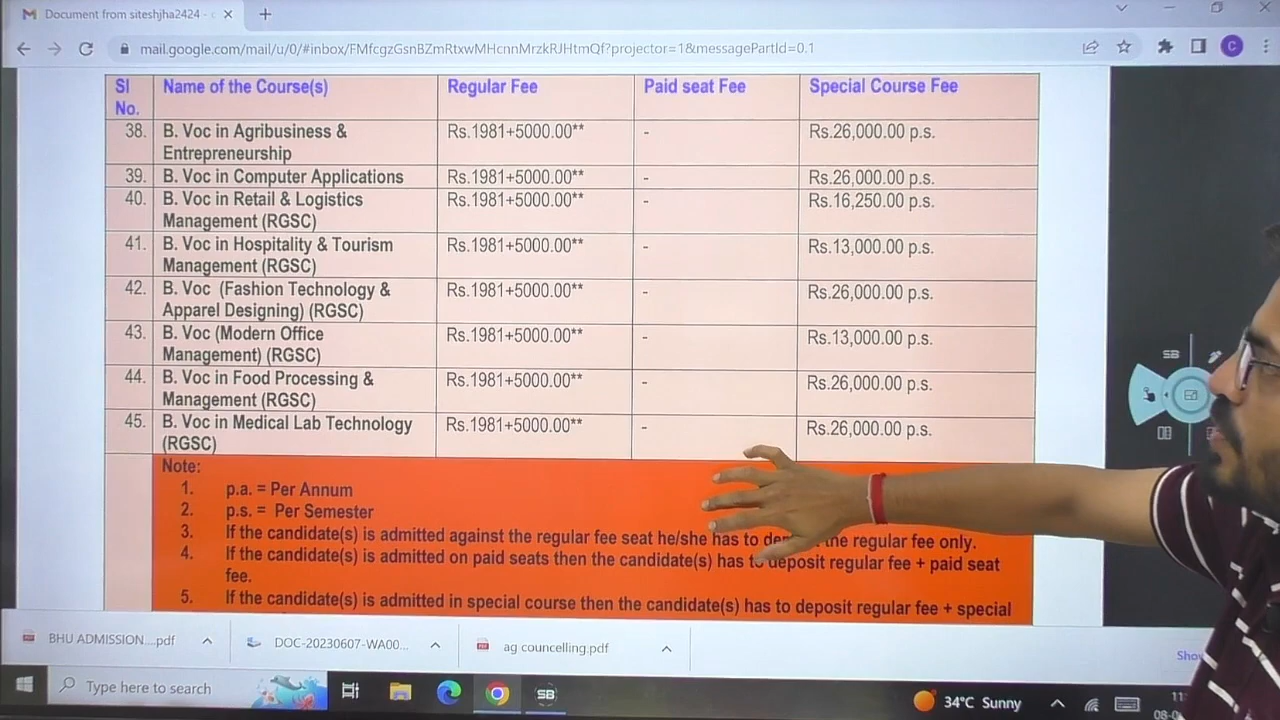 Document from siteshjha2424 -
mail.google.com/mail/u/0/#inbox/FMfcgzGsnBZmRtxwMHcnnMrzkRJHtmQf?projector=1&messagePartId=0.1
C
Sl No. Name of the Course(s) Regular Fee Paid seat Fee Special Course Fee
38. B. Voc in Agribusiness & Entrepreneurship Rs.1981+5000.00** - Rs.26,000.00 p.s.
39. B. Voc in Computer Applications Rs.1981+5000.00** - Rs.26,000.00 p.s.
40. B. Voc in Retail & Logistics Management (RGSC) Rs.1981+5000.00** - Rs.16,250.00 p.s.
41. B. Voc in Hospitality & Tourism Management (RGSC) Rs.1981+5000.00** - Rs.13,000.00 p.s.
42. B. Voc (Fashion Technology & Apparel Designing) (RGSC) Rs.1981+5000.00** - Rs.26,000.00 p.s.
43. B. Voc (Modern Office Management) (RGSC) Rs.1981+5000.00** - Rs.13,000.00 p.s.
44. B. Voc in Food Processing & Management (RGSC) Rs.1981+5000.00** - Rs.26,000.00 p.s.
45. B. Voc in Medical Lab Technology (RGSC) Rs.1981+5000.00** - Rs.26,000.00 p.s.
Note:
1. p.a. = Per Annum
2. p.s. = Per Semester
3. If the candidate(s) is admitted against the regular fee seat he/she has to the regular fee only.
4. If the candidate(s) is admitted on paid seats then the candidate(s) has to deposit regular fee + paid seat
fee.
5. If the candidate(s) is admitted in special course then the candidate(s) has to deposit regular fee + special
SB
BHU ADMISSION....pdf
DOC-20230607-WA00...
ag councelling.pdf
Type here to search
SB
34°C Sunny